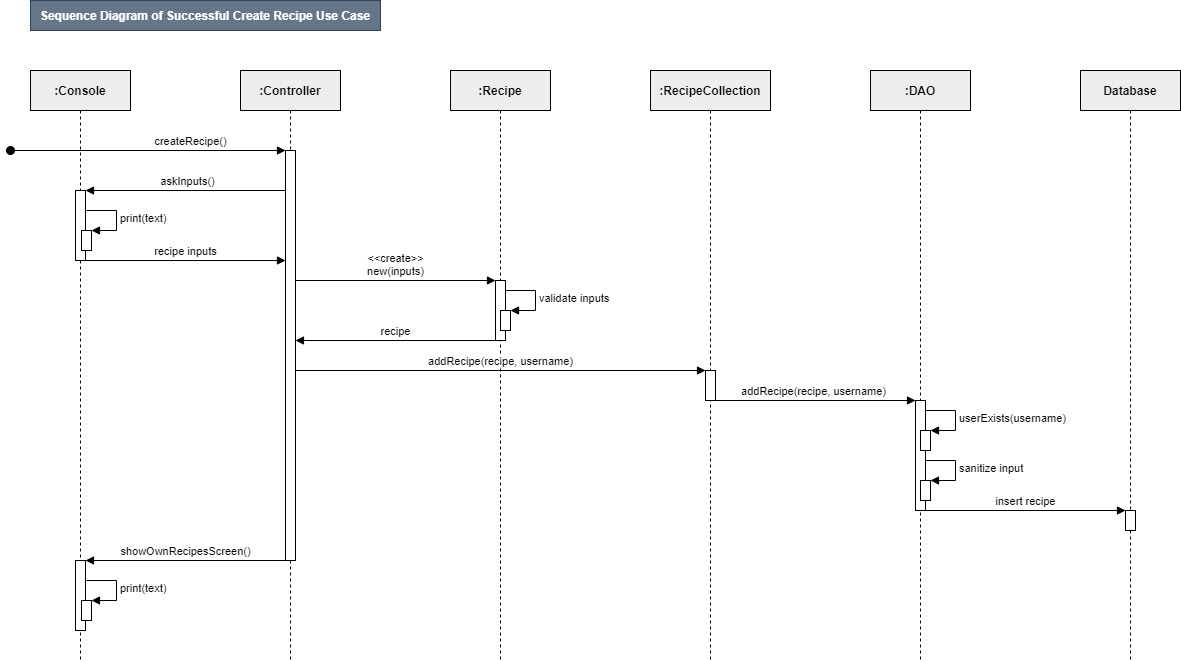 Sequence Diagram of Successful Create Recipe Use Case
:Console
:Controller
:Recipe
:RecipeCollection
:DAO
Database
createRecipe()
askInputs()
print(text)
recipe inputs
<<create>>
new(inputs)
validate inputs
recipe
addRecipe(recipe, username)
addRecipe(recipe, username)
userExists(username)
sanitize input
insert recipe
showOwnRecipesScreen()
print(text)